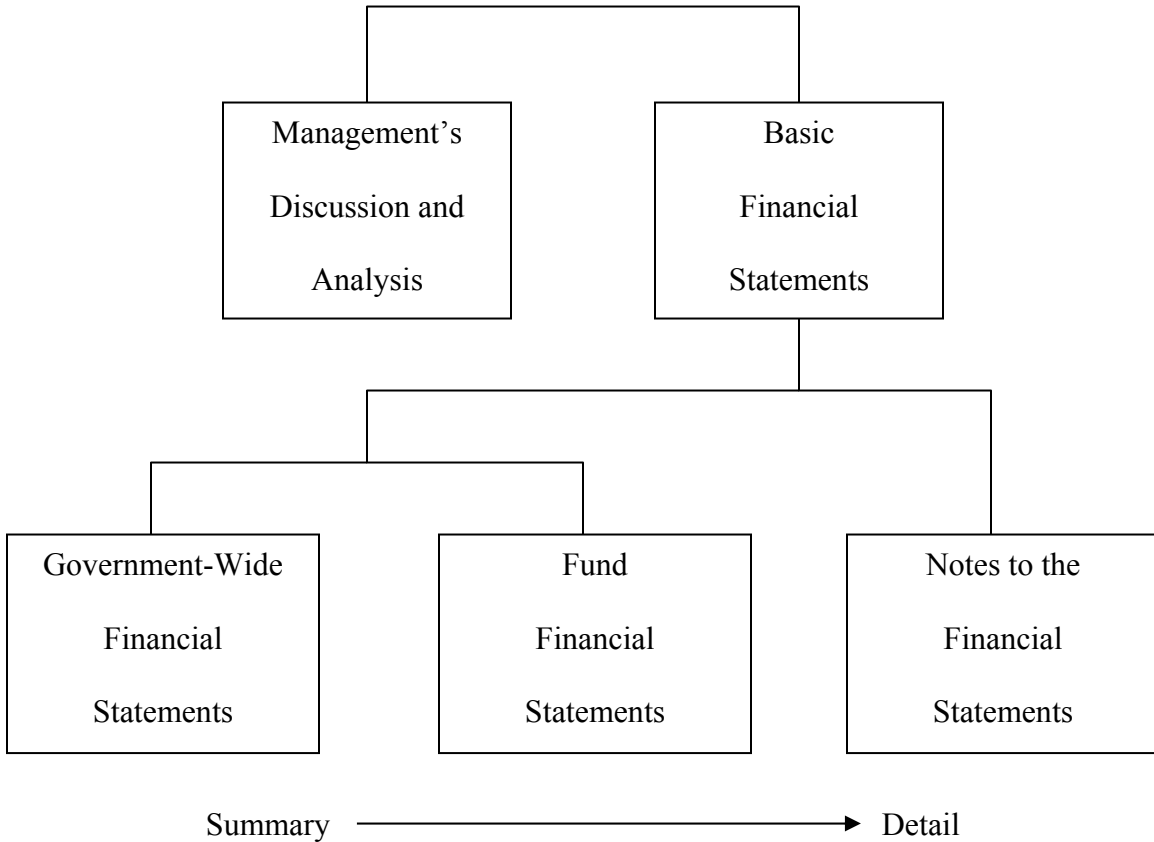 Management’s
Discussion and
Analysis
Basic
Financial
Statements
Government-Wide
Financial
Statements
Fund
Financial
Statements
Notes to the
Financial
Statements
Summary
Detail